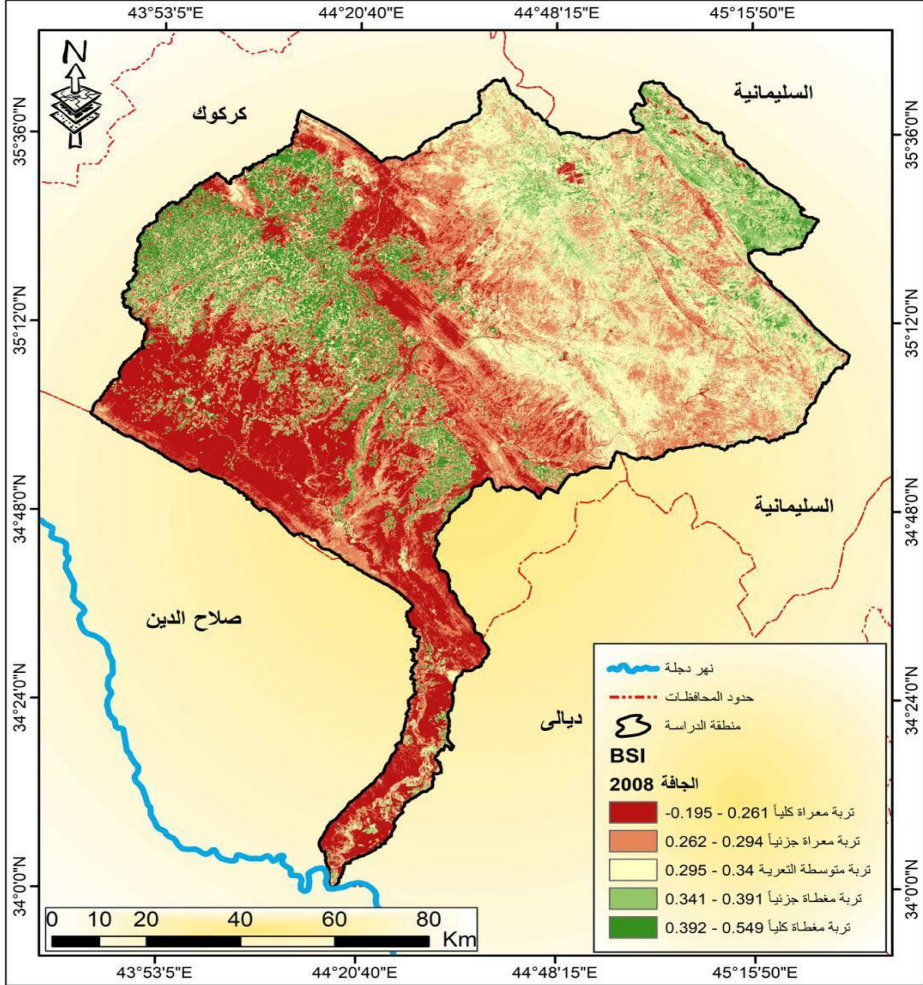 43°53'5"E 44°20'40"E 44°48'15"E 45°15'50"E
N
السليمانية
كركوك
35°36'0"N 35°36'0"N
35°12'0"N 35°12'0"N
السليمانية
34°48'0"N 34°48'0"N
صلاح الدين
ديالى
34°24'0"N 34°24'0"N
34°0'0"N 34°0'0"N
نهر دجلة
حدود المحافظات
منطقة الدراسة
BSI
الجافة 2008
تربة معراة كلياً -0.195 - 0.261
تربة معراة جزئياً 0.262 - 0.294
تربة متوسطة التعرية 0.295 - 0.34
تربة مغطاة جزئياً 0.341 - 0.391
تربة مغطاة كلياً 0.392 - 0.549
0 10 20 40 60 80
Km
43°53'5"E 44°20'40"E 44°48'15"E 45°15'50"E